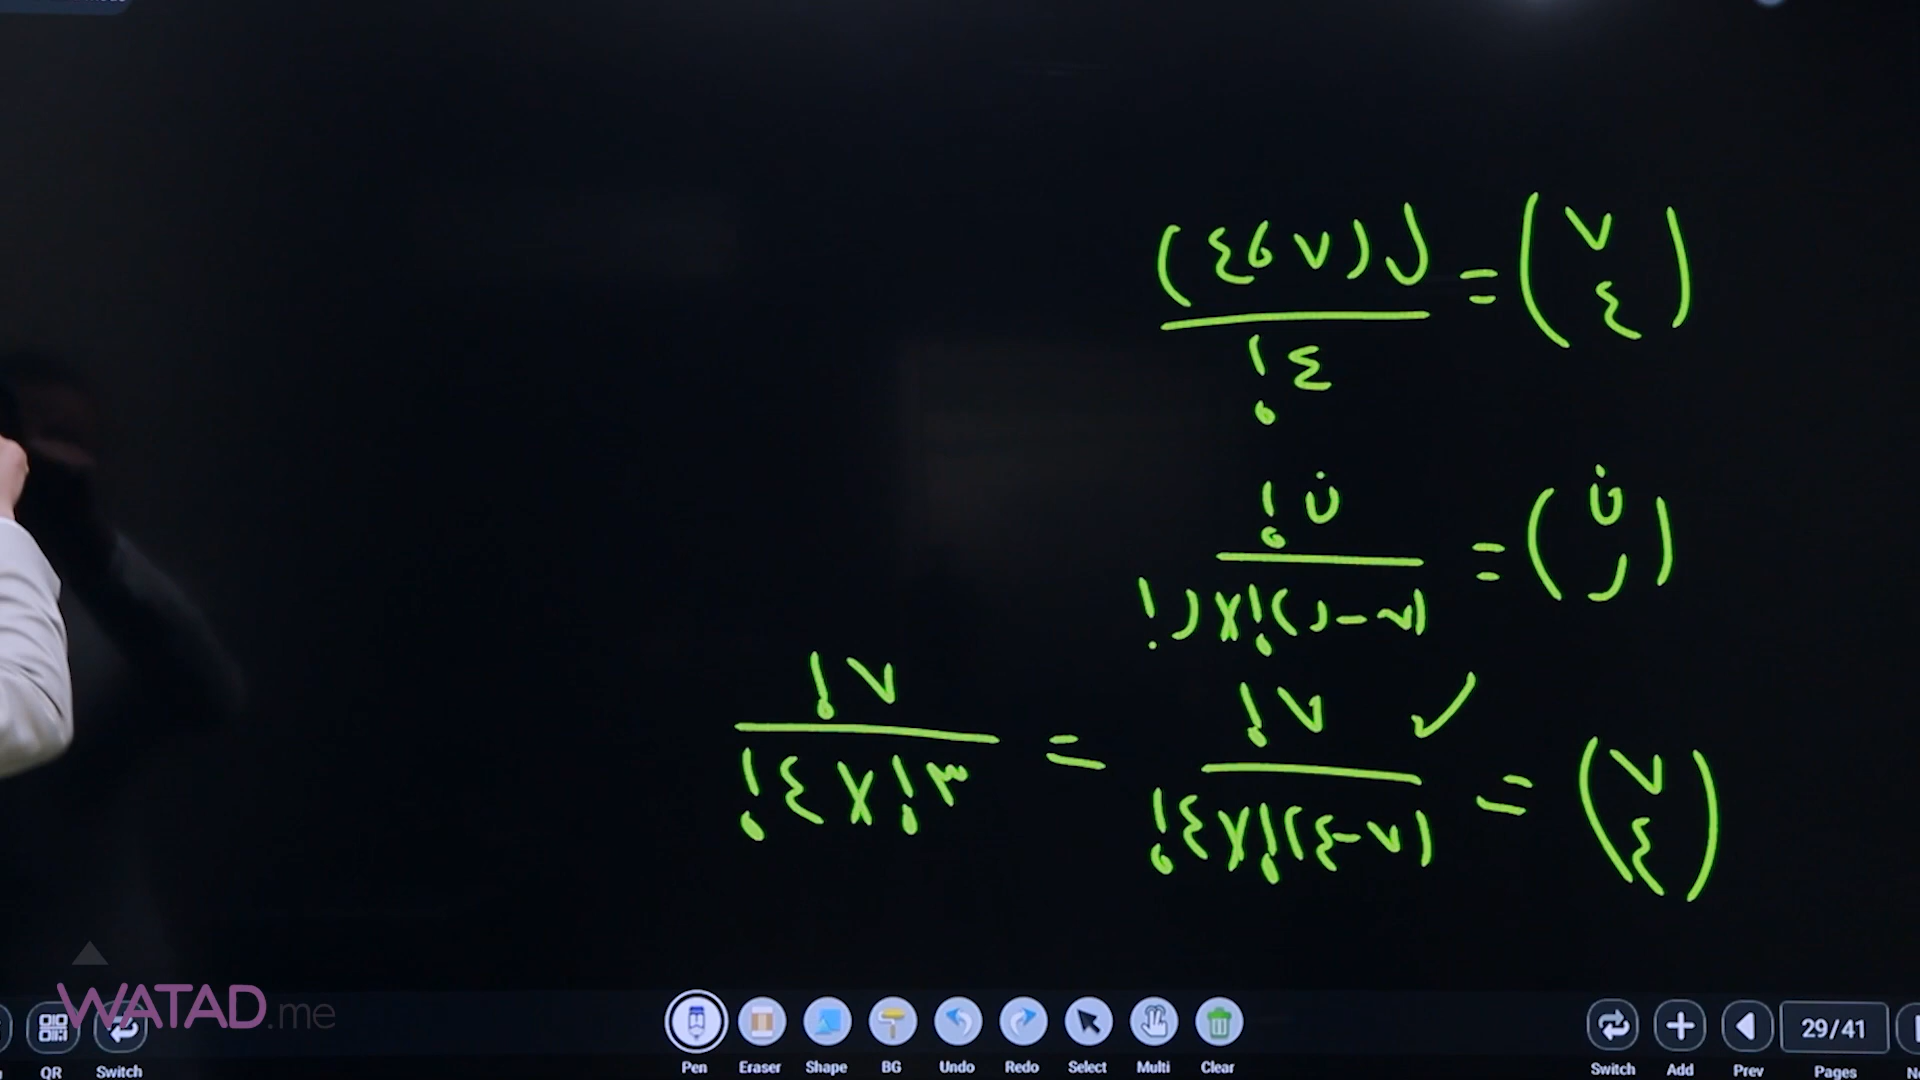 (٧ ٤) = ل(٧،٤) / ٤!
(ن ر) = ن! / (ن-ر)!×ر!
(٧ ٤) = ٧! / (٧-٤)!×٤! = ٧! / ٣!×٤!
WATAD.me
QR Switch Pen Eraser Shape BG Undo Redo Select Multi Clear Switch Add Prev 29/41 Pages